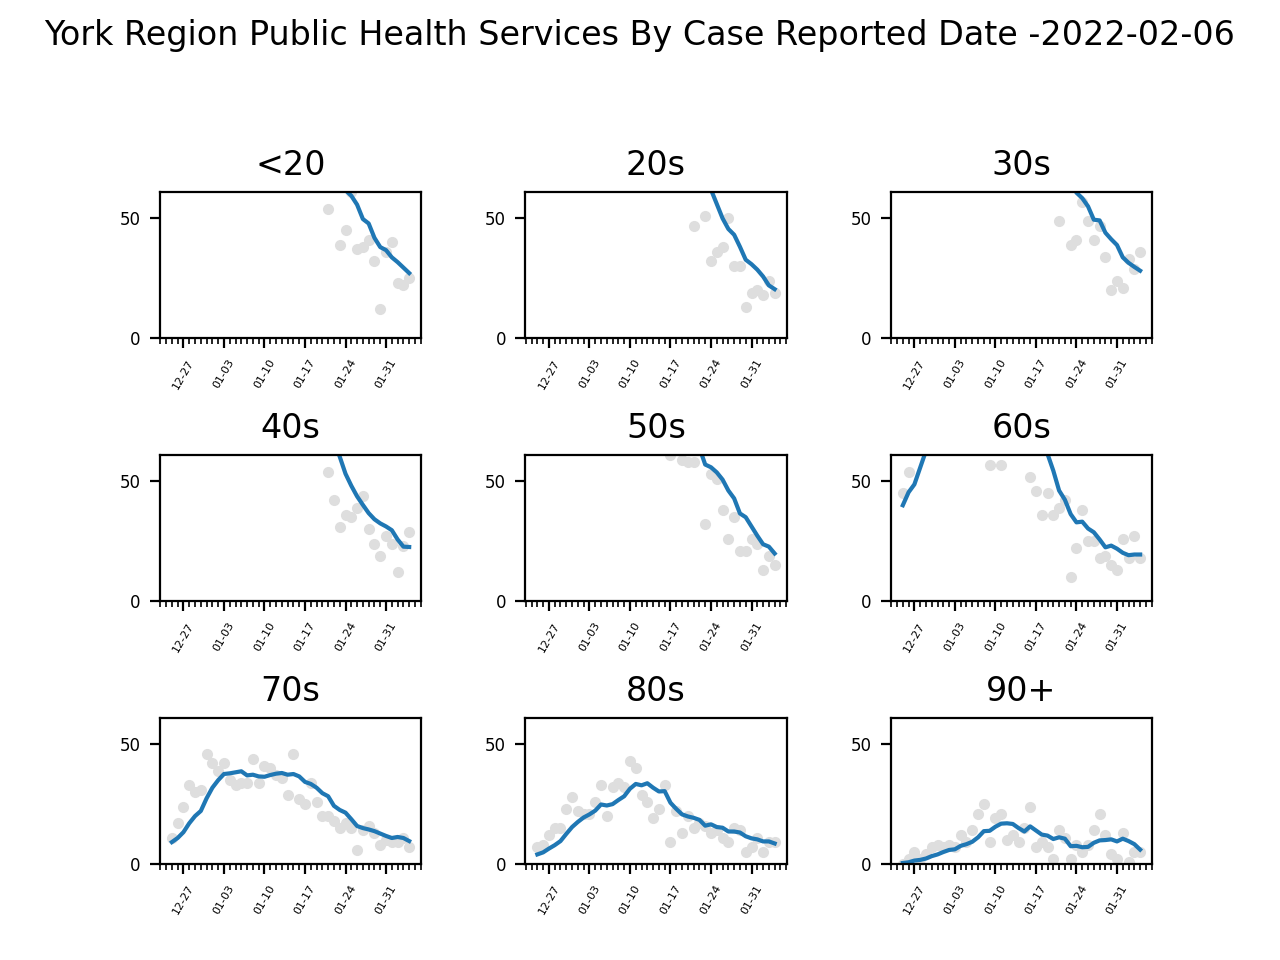 York Region Public Health Services By Case Reported Date -2022-02-06
<20 20s 30s
50 50 50
0 0 0
12-27 01-03 01-10 01-17 01-24 01-31 12-27 01-03 01-10 01-17 01-24 01-31 12-27 01-03 01-10 01-17 01-24 01-31
40s 50s 60s
50 50 50
0 0 0
12-27 01-03 01-10 01-17 01-24 01-31 12-27 01-03 01-10 01-17 01-24 01-31 12-27 01-03 01-10 01-17 01-24 01-31
70s 80s 90+
50 50 50
0 0 0
12-27 01-03 01-10 01-17 01-24 01-31 12-27 01-03 01-10 01-17 01-24 01-31 12-27 01-03 01-10 01-17 01-24 01-31